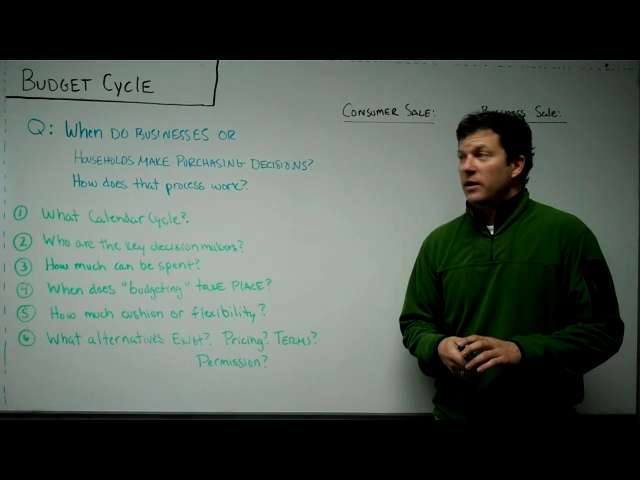 BUDGET CYCLE
CONSUMER SALE: Business Sale:
Q: When DO BUSINESSES OR
HOUSEHOLDS MAKE PURCHASING DECISIONS?
How does that process work?
1 What Calendar Cycle?
2 Who are the key decision makers?
3 How much can be spent?
4 When does "budgeting" TAKE PLACE?
5 How much cushion or flexibility?
6 What alternatives EXIST? Pricing? TERMS?
Permission?